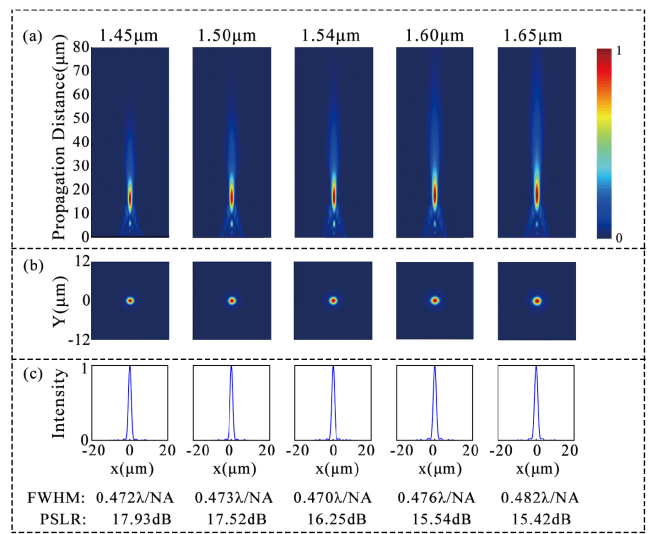 (a) 1.45μm 1.50μm 1.54μm 1.60μm 1.65μm
Propagation Distance(μm)
80
70
60
50
40
30
20
10
0
1
0
(b)
Y(μm)
12
0
-12
(c)
Intensity
1
0
-20 0 20 -20 0 20 -20 0 20 -20 0 20 -20 0 20
x(μm) x(μm) x(μm) x(μm) x(μm)
FWHM: 0.472λ/NA 0.473λ/NA 0.470λ/NA 0.476λ/NA 0.482λ/NA
PSLR: 17.93dB 17.52dB 16.25dB 15.54dB 15.42dB